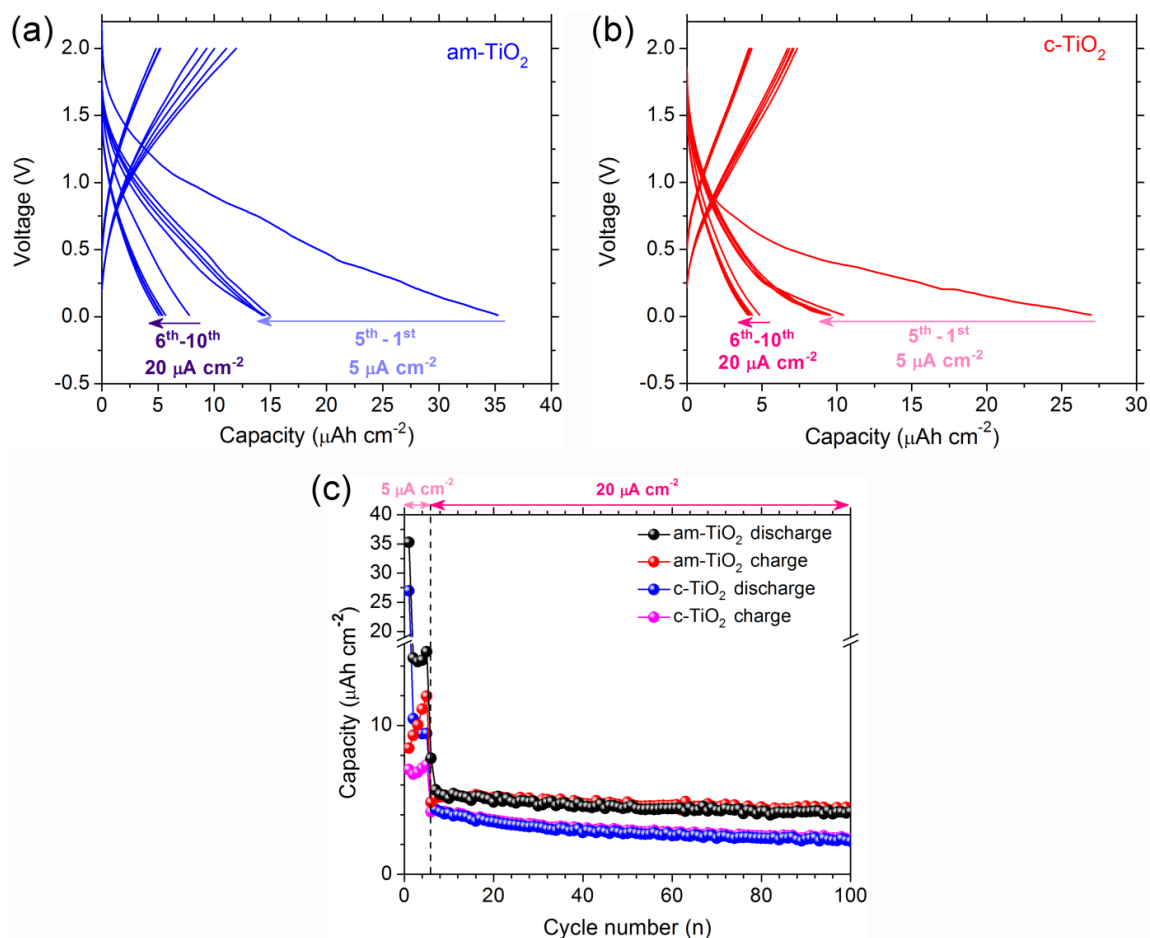 (a)
am-TiO₂
2.0
1.5
1.0
0.5
0.0
-0.5
Voltage (V)
6th-10th
20 µA cm-2
5th - 1st
5 µA cm-2
0 5 10 15 20 25 30 35 40
Capacity (µAh cm-2)
(b)
c-TiO₂
2.0
1.5
1.0
0.5
0.0
-0.5
Voltage (V)
6th-10th
20 µA cm-2
5th - 1st
5 µA cm-2
0 5 10 15 20 25 30
Capacity (µAh cm-2)
(c)
5 µA cm-2
20 µA cm-2
40
35
30
25
20
10
0
Capacity (µAh cm-2)
am-TiO₂ discharge
am-TiO₂ charge
c-TiO₂ discharge
c-TiO₂ charge
0 20 40 60 80 100
Cycle number (n)